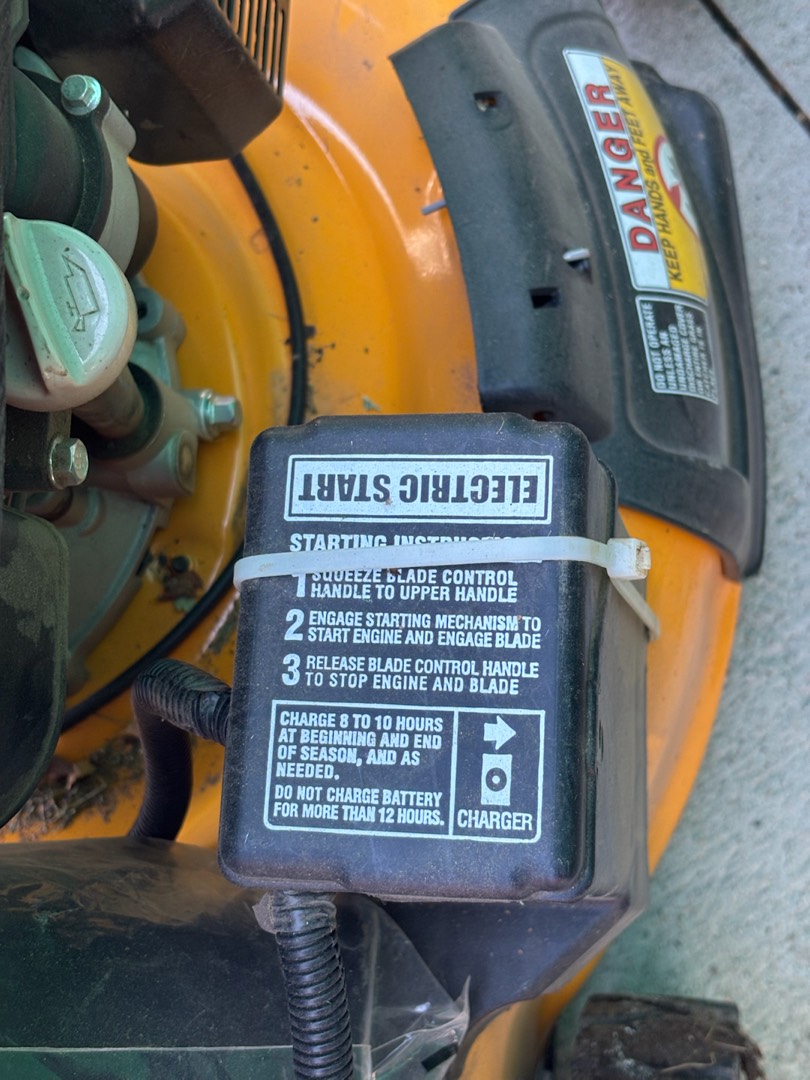 DANGER
KEEP HANDS and FEET AWAY
DO NOT OPERATE
ELECTRIC START
STARTING
1 SQUEEZE BLADE CONTROL
HANDLE TO UPPER HANDLE
2 ENGAGE STARTING MECHANISM TO
START ENGINE AND ENGAGE BLADE
3 RELEASE BLADE CONTROL HANDLE
TO STOP ENGINE AND BLADE
CHARGE 8 TO 10 HOURS
AT BEGINNING AND END
OF SEASON, AND AS
NEEDED.
DO NOT CHARGE BATTERY
FOR MORE THAN 12 HOURS.
CHARGER